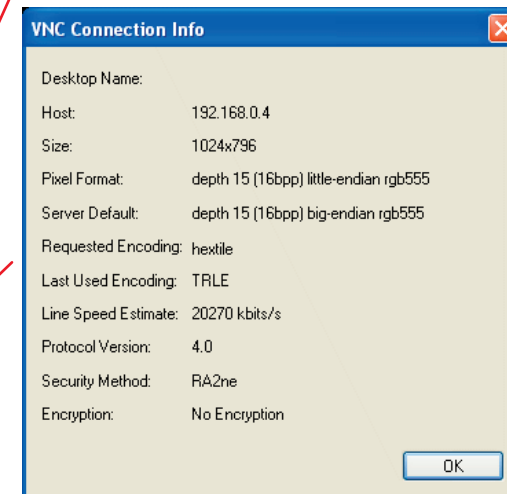 VNC Connection Info
Desktop Name:
Host: 192.168.0.4
Size: 1024x796
Pixel Format: depth 15 (16bpp) little-endian rgb555
Server Default: depth 15 (16bpp) big-endian rgb555
Requested Encoding: hextile
Last Used Encoding: TRLE
Line Speed Estimate: 20270 kbits/s
Protocol Version: 4.0
Security Method: RA2ne
Encryption: No Encryption
OK